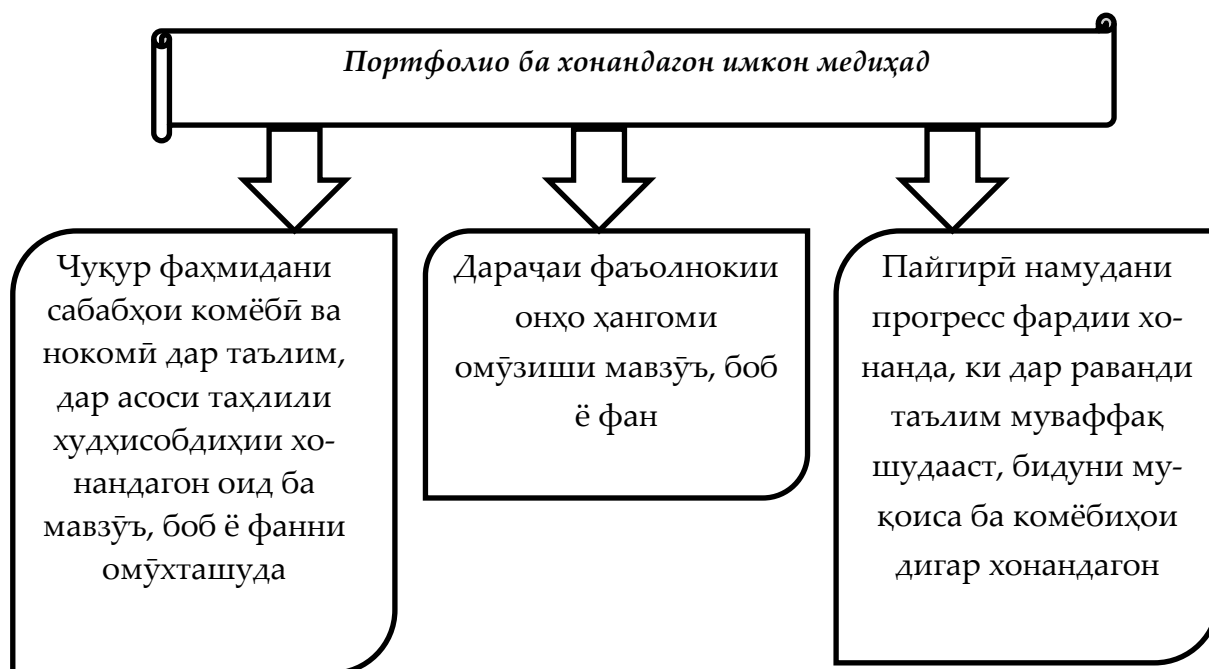 Портфолио ба хонандагон имкон медиҳад
Чуқур фаҳмидани
сабабҳои комёбӣ ва
нокомӣ дар таълим,
дар асоси таҳлили
худҳисобдиҳии хо-
нандагон оид ба
мавзӯъ, боб ё фанни
омӯхташуда
Дараҷаи фаъолнокии
онҳо ҳангоми
омӯзиши мавзӯъ, боб
ё фан
Пайгирӣ намудани
прогресс фардии хо-
нанда, ки дар раванди
таълим муваффақ
шудааст, бидуни му-
қоиса ба комёбиҳои
дигар хонандагон